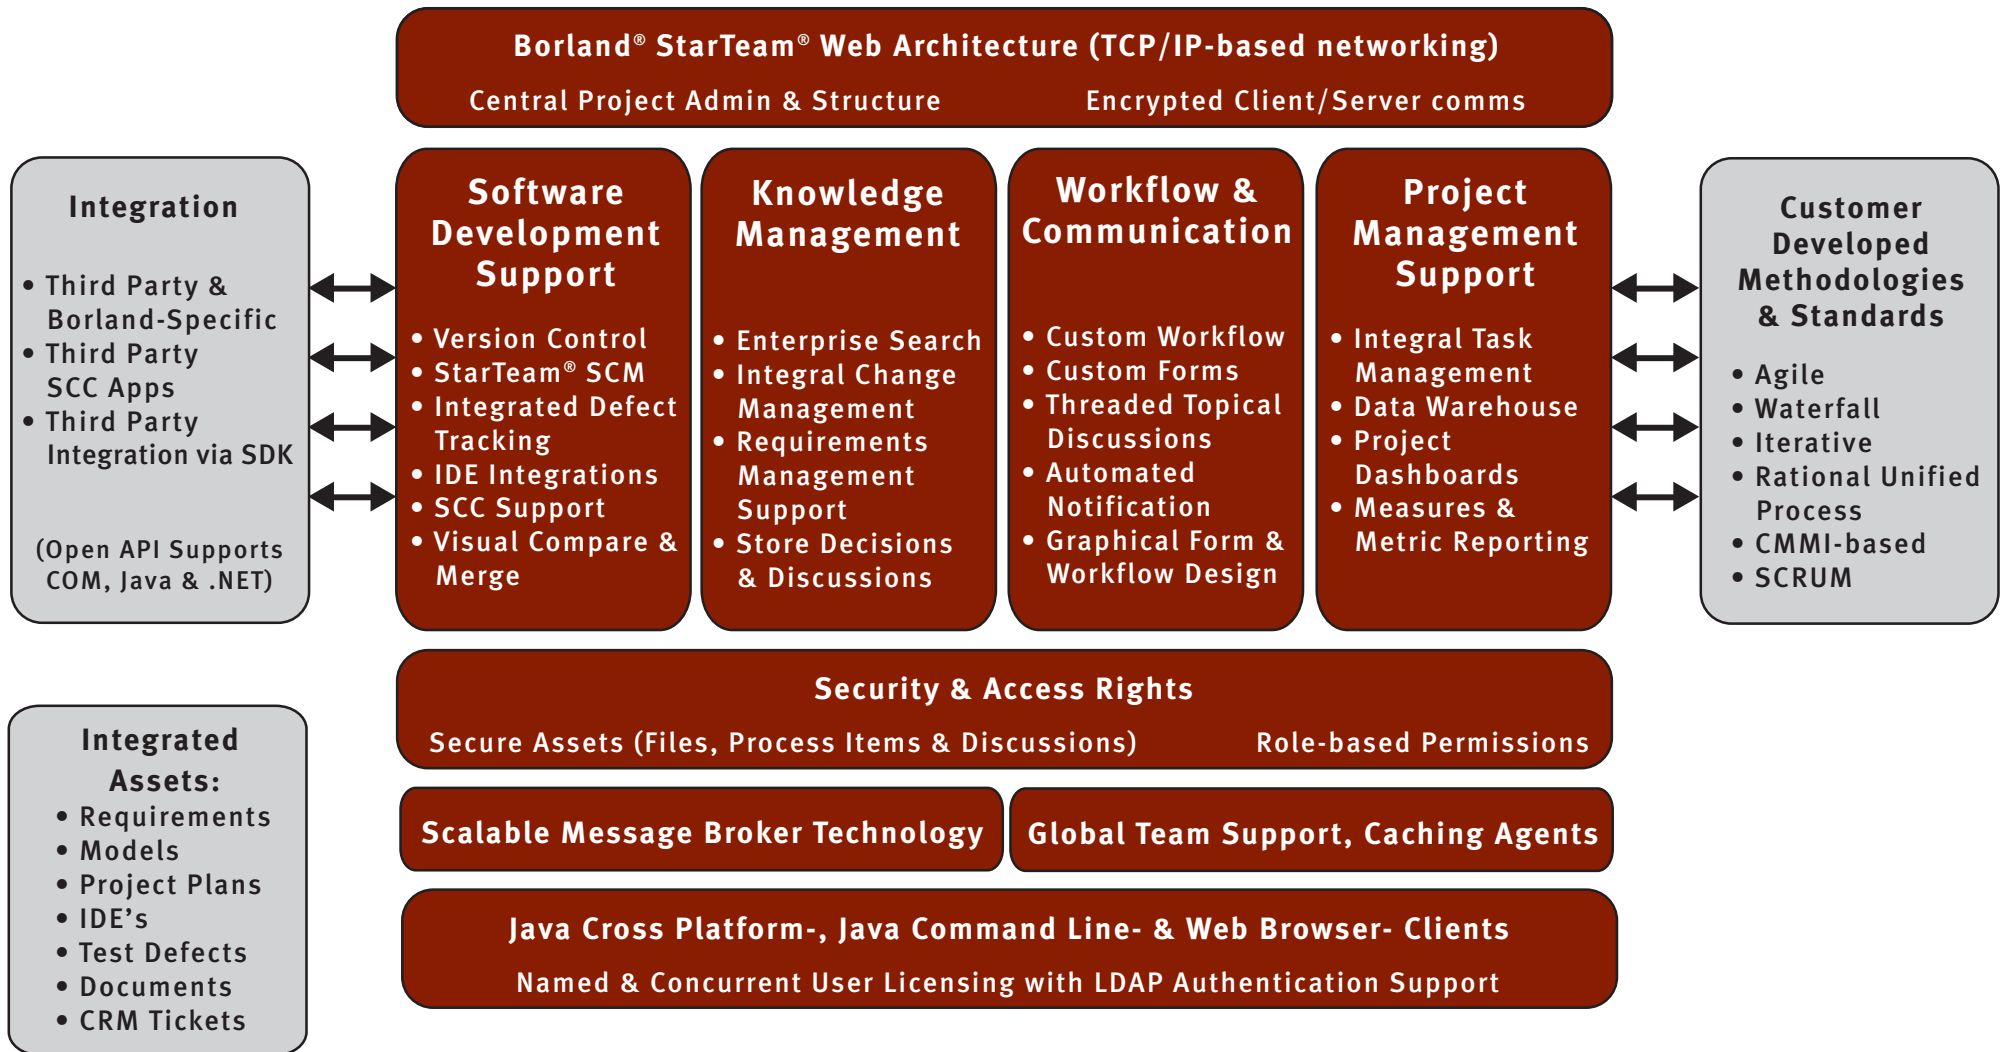 Borland® StarTeam® Web Architecture (TCP/IP-based networking)
Central Project Admin & Structure
Encrypted Client/Server comms
Integration
• Third Party &
Borland-Specific
• Third Party
SCC Apps
• Third Party
Integration via SDK
(Open API Supports
COM, Java & .NET)
Software
Development
Support
• Version Control
• StarTeam® SCM
• Integrated Defect
Tracking
• IDE Integrations
• SCC Support
• Visual Compare &
Merge
Knowledge
Management
• Enterprise Search
• Integral Change
Management
• Requirements
Management
Support
• Store Decisions
& Discussions
Workflow &
Communication
• Custom Workflow
• Custom Forms
• Threaded Topical
Discussions
• Automated
Notification
• Graphical Form &
Workflow Design
Project
Management
Support
• Integral Task
Management
• Data Warehouse
• Project
Dashboards
• Measures &
Metric Reporting
Customer
Developed
Methodologies
& Standards
• Agile
• Waterfall
• Iterative
• Rational Unified
Process
• CMMI-based
• SCRUM
Security & Access Rights
Secure Assets (Files, Process Items & Discussions)
Role-based Permissions
Integrated
Assets:
• Requirements
• Models
• Project Plans
• IDE’s
• Test Defects
• Documents
• CRM Tickets
Scalable Message Broker Technology
Global Team Support, Caching Agents
Java Cross Platform-, Java Command Line- & Web Browser- Clients
Named & Concurrent User Licensing with LDAP Authentication Support